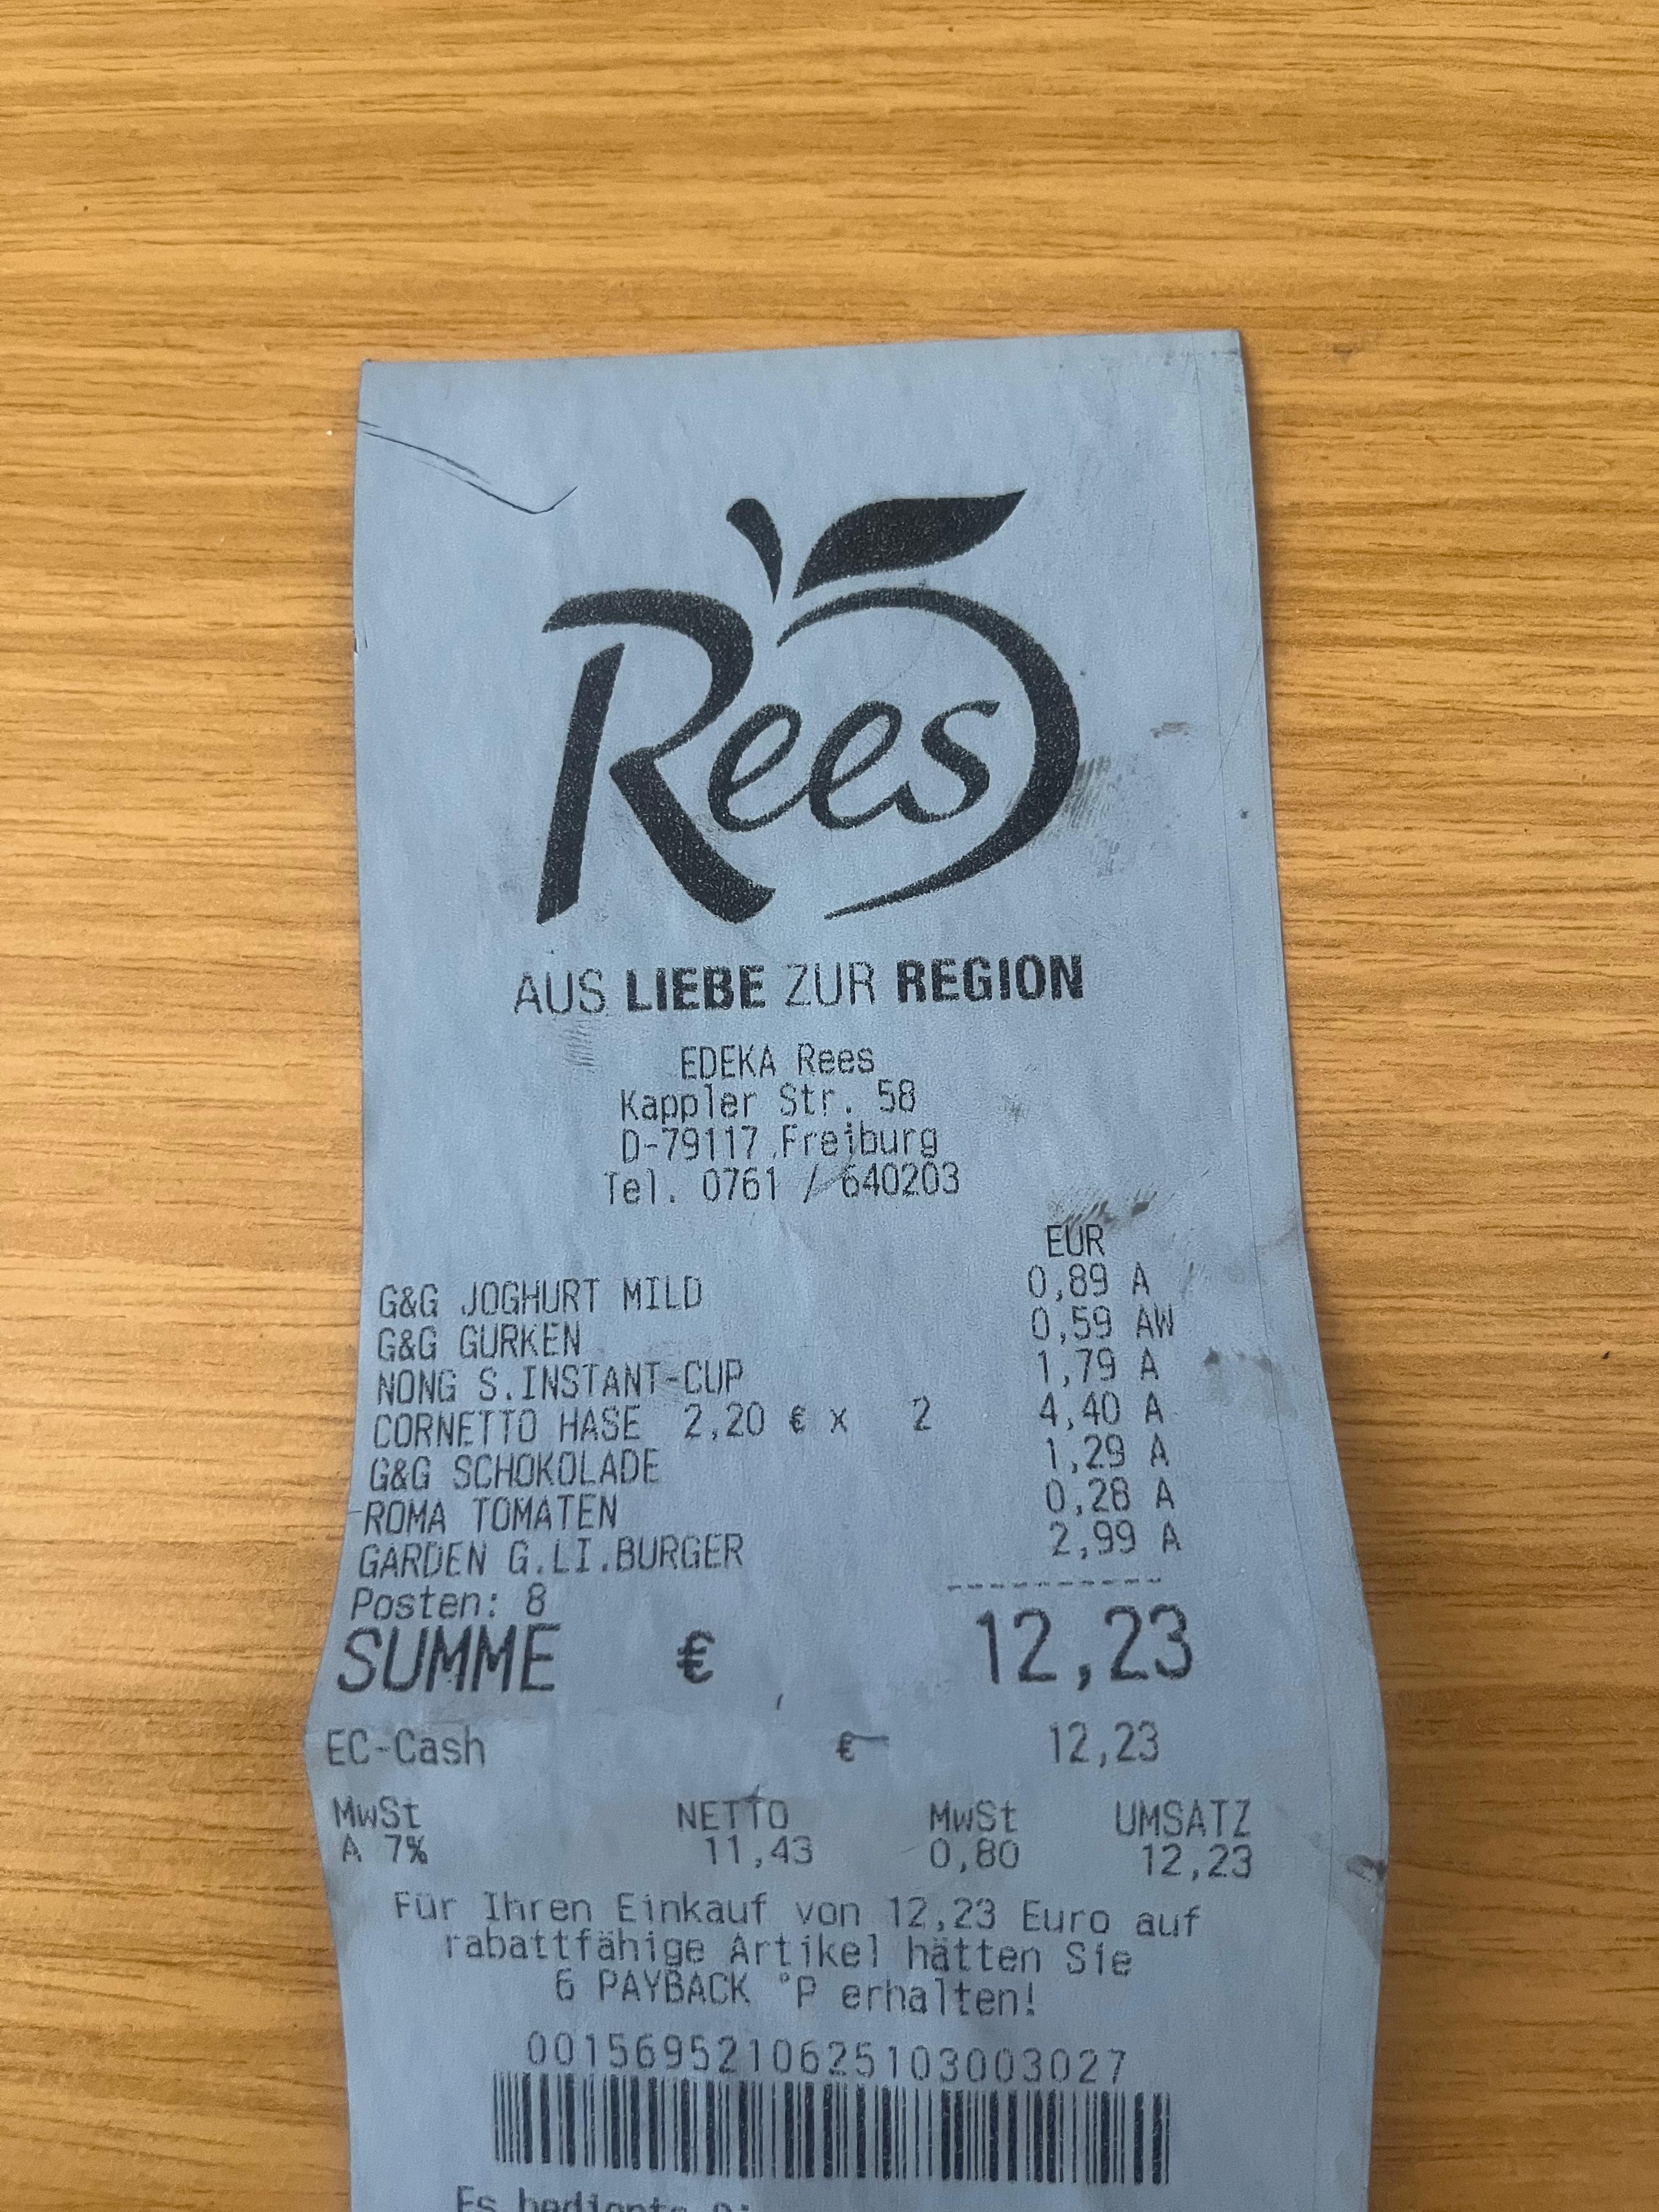 Rees
AUS LIEBE ZUR REGION
EDEKA Rees
Kappler Str. 58
D-79117 Freiburg
Tel. 0761 / 640203
EUR
G&G JOGHURT MILD 0,89 A
G&G GURKEN 0,59 AW
NONG S.INSTANT-CUP 1,79 A
CORNETTO HASE 2,20 € x 2 4,40 A
G&G SCHOKOLADE 1,29 A
ROMA TOMATEN 0,28 A
GARDEN G.LI.BURGER 2,99 A
----------
Posten: 8
SUMME € 12,23
EC-Cash € 12,23
MwSt NETTO MwSt UMSATZ
A 7% 11,43 0,80 12,23
Für Ihren Einkauf von 12,23 Euro auf
rabattfähige Artikel hätten Sie
6 PAYBACK °P erhalten!
0015695210625103003027
Es bediente